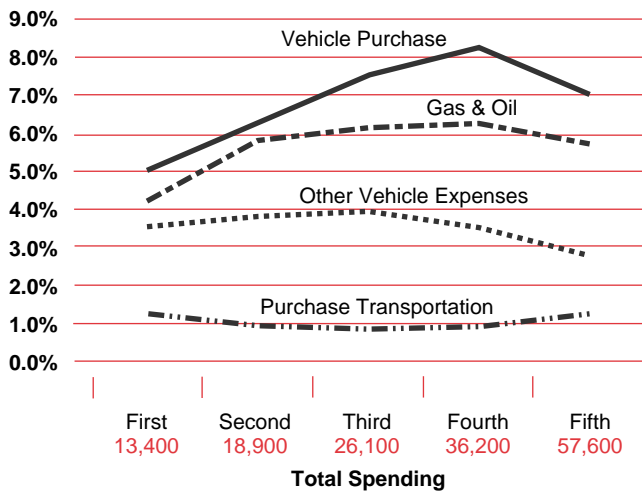 9.0%
Vehicle Purchase
8.0%
7.0%
Gas & Oil
6.0%
5.0%
Other Vehicle Expenses
4.0%
3.0%
2.0%
Purchase Transportation
1.0%
0.0%
First Second Third Fourth Fifth
13,400 18,900 26,100 36,200 57,600
Total Spending